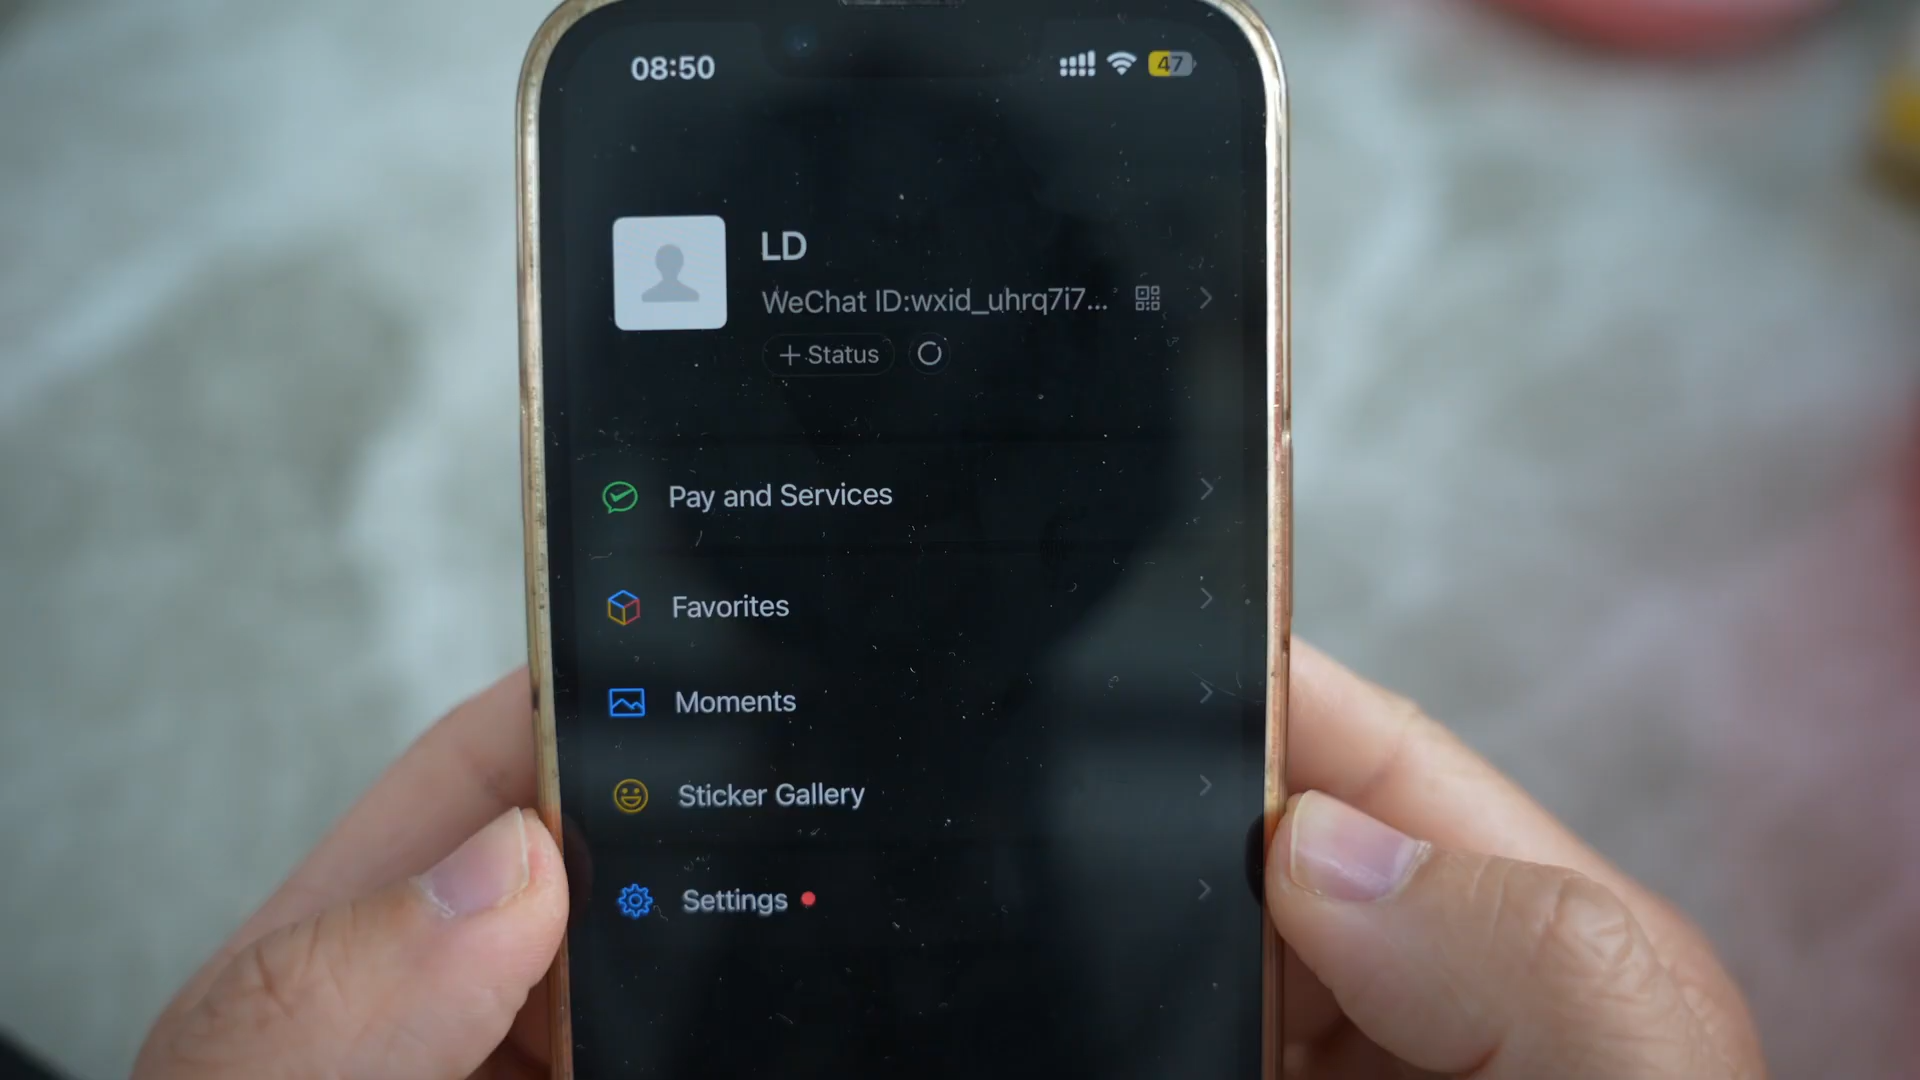 08:50
47
LD
WeChat ID:wxid_uhrq7i7...
+ Status
Pay and Services
Favorites
Moments
Sticker Gallery
Settings